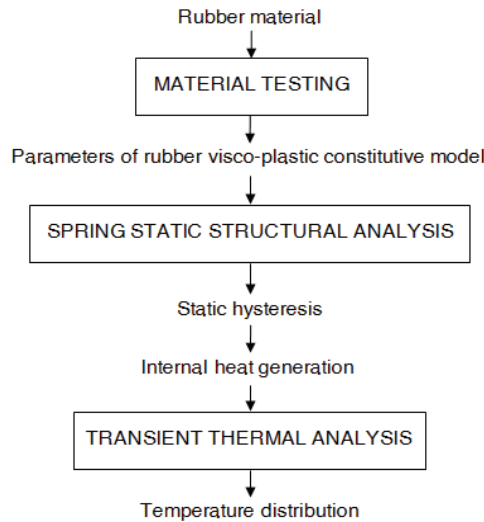 Rubber material
MATERIAL TESTING
Parameters of rubber visco-plastic constitutive model
SPRING STATIC STRUCTURAL ANALYSIS
Static hysteresis
Internal heat generation
TRANSIENT THERMAL ANALYSIS
Temperature distribution